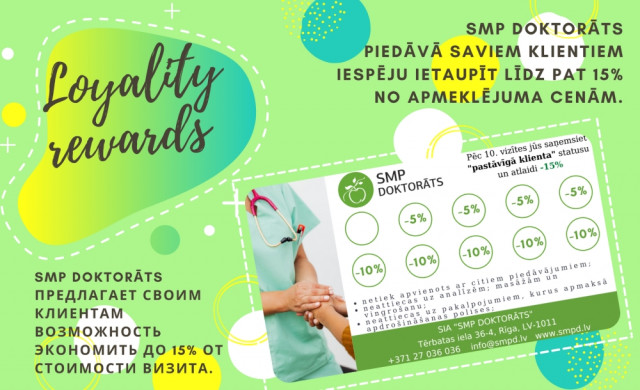 Loyality
rewards
SMP DOKTORĀTS
PIEDĀVĀ SAVIEM KLIENTIEM
IESPĒJU IETAUPĪT LĪDZ PAT 15%
NO APMEKLĒJUMA CENĀM.
SMP
DOKTORĀTS
Pēc 10. vizītes jūs saņemsiet
"pastāvīgā klienta" statusu
un atlaidi -15%
-5% -5% -5% -5%
-10% -10% -10% -10% -10%
• netiek apvienots ar citiem piedāvājumiem;
• neattiecas uz analīzēm; masāžām un
vingrošanu;
• neattiecas uz pakalpojumiem, kurus apmaksā
apdrošināšanas polises;
SIA "SMP DOKTORĀTS"
Tērbatas iela 36-4, Rīga, LV-1011
+371 27 036 036 info@smpd.lv www.smpd.lv
SMP DOKTORĀTS
ПРЕДЛАГАЕТ СВОИМ
КЛИЕНТАМ
ВОЗМОЖНОСТЬ
ЭКОНОМИТЬ ДО 15% ОТ
СТОИМОСТИ ВИЗИТА.